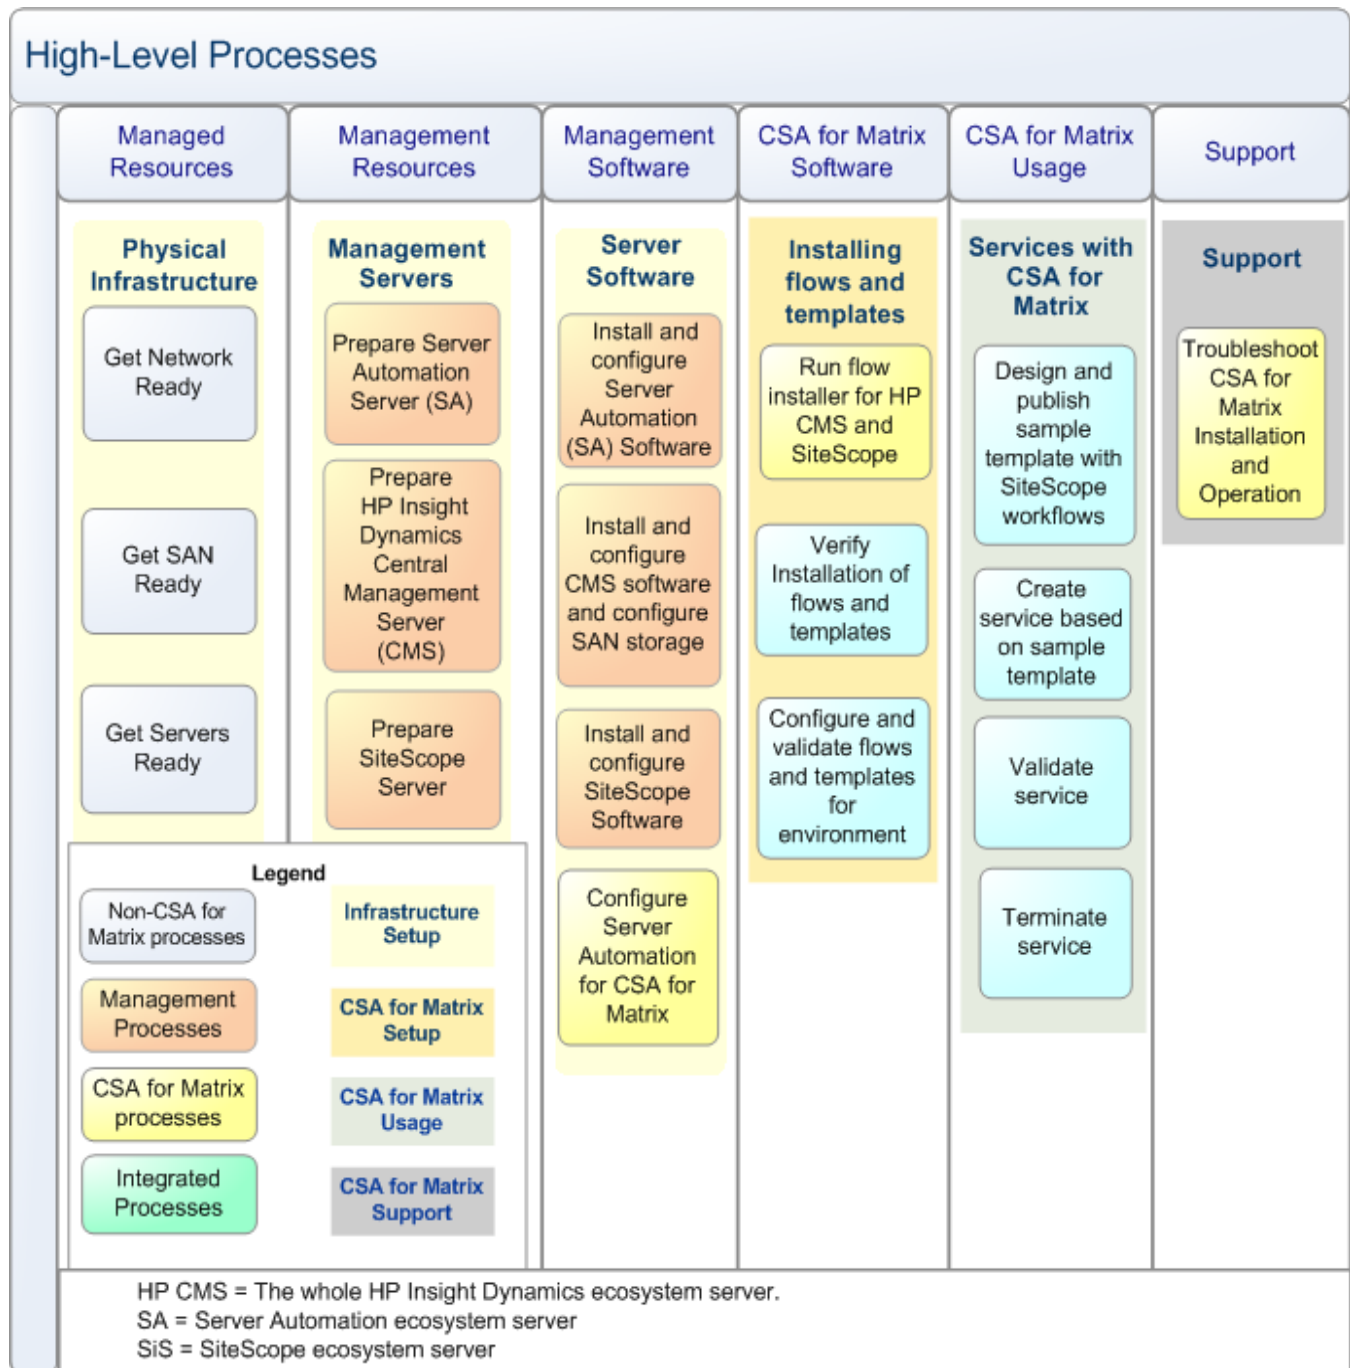 High-Level Processes
Managed
Resources
Management
Resources
Management
Software
CSA for Matrix
Software
CSA for Matrix
Usage
Support
Physical
Infrastructure
Get Network
Ready
Get SAN
Ready
Get Servers
Ready
Management
Servers
Prepare Server
Automation
Server (SA)
Prepare
HP Insight
Dynamics
Central
Management
Server
(CMS)
Prepare
SiteScope
Server
Server
Software
Install and
configure
Server
Automation
(SA) Software
Install and
configure
CMS software
and configure
SAN storage
Install and
configure
SiteScope
Software
Configure
Server
Automation
for CSA for
Matrix
Installing
flows and
templates
Run flow
installer for HP
CMS and
SiteScope
Verify
Installation of
flows and
templates
Configure and
validate flows
and templates
for
environment
Services with
CSA for
Matrix
Design and
publish
sample
template with
SiteScope
workflows
Create
service based
on sample
template
Validate
service
Terminate
service
Support
Troubleshoot
CSA for
Matrix
Installation
and
Operation
Legend
Non-CSA for
Matrix processes
Management
Processes
CSA for Matrix
processes
Integrated
Processes
Infrastructure
Setup
CSA for Matrix
Setup
CSA for Matrix
Usage
CSA for Matrix
Support
HP CMS = The whole HP Insight Dynamics ecosystem server.
SA = Server Automation ecosystem server
SiS = SiteScope ecosystem server